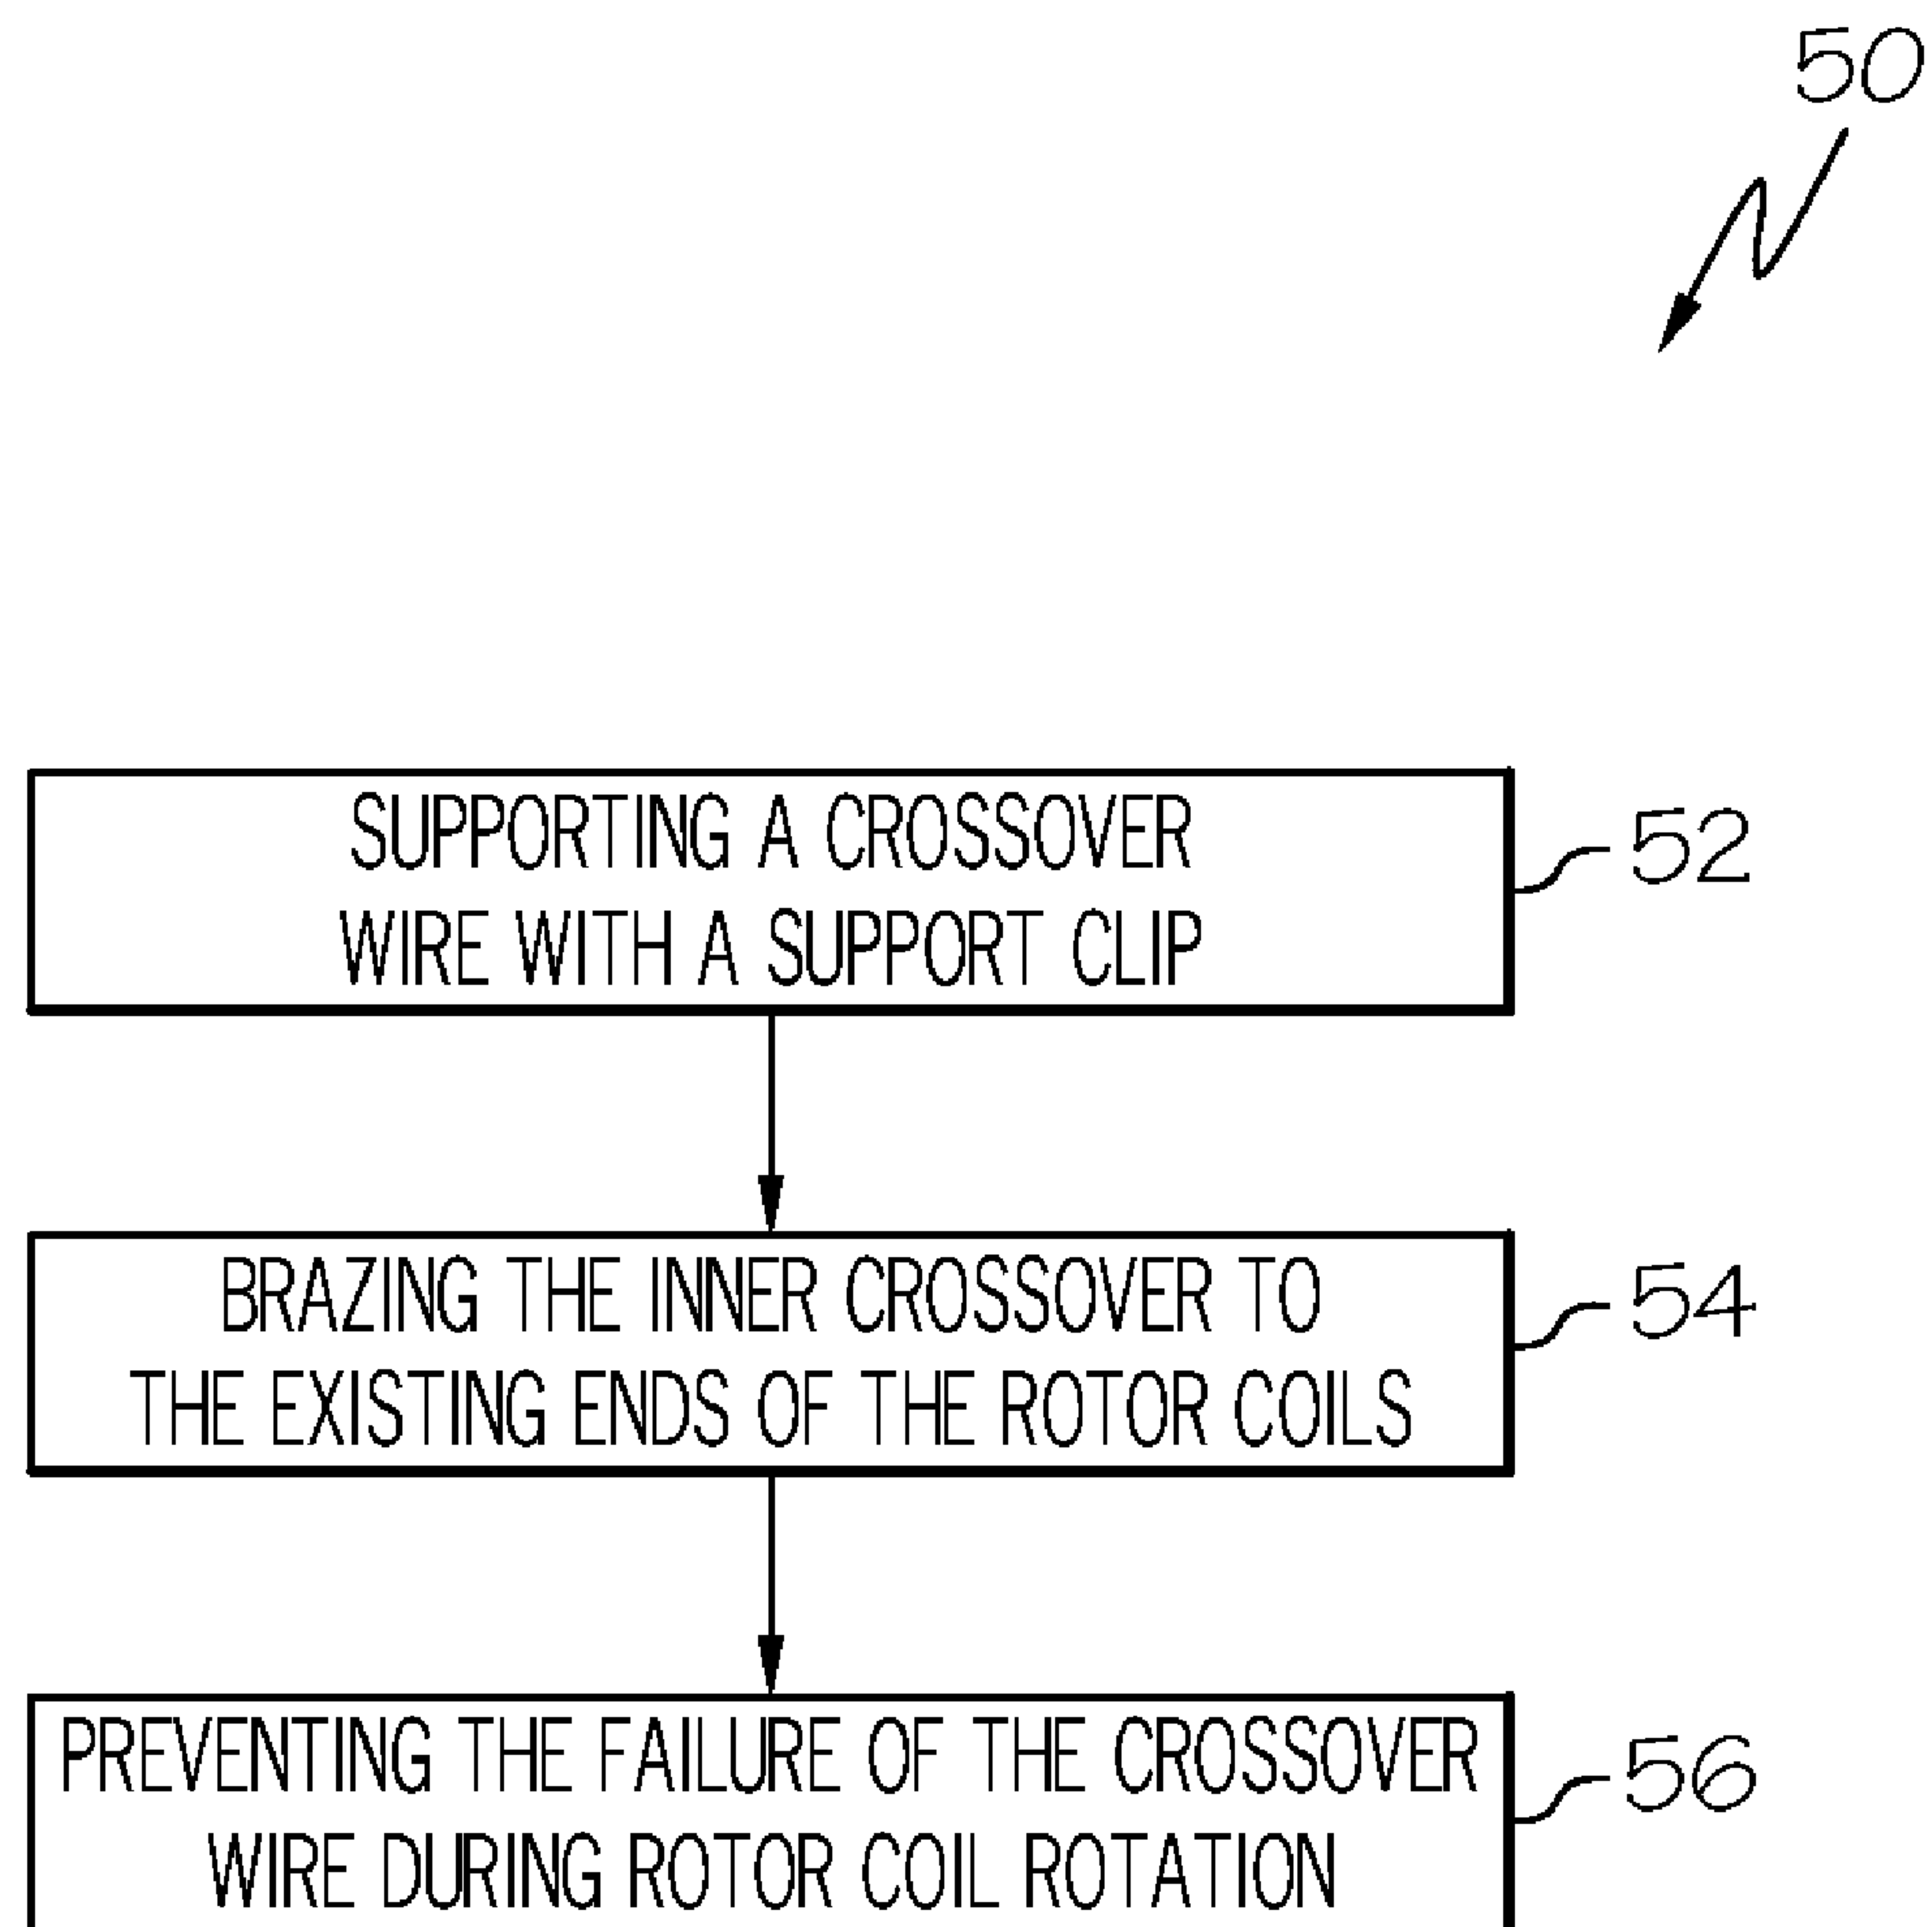 50
SUPPORTING A CROSSOVER
WIRE WITH A SUPPORT CLIP
52
BRAZING THE INNER CROSSOVER TO
THE EXISTING ENDS OF THE ROTOR COILS
54
PREVENTING THE FAILURE OF THE CROSSOVER
WIRE DURING ROTOR COIL ROTATION
56